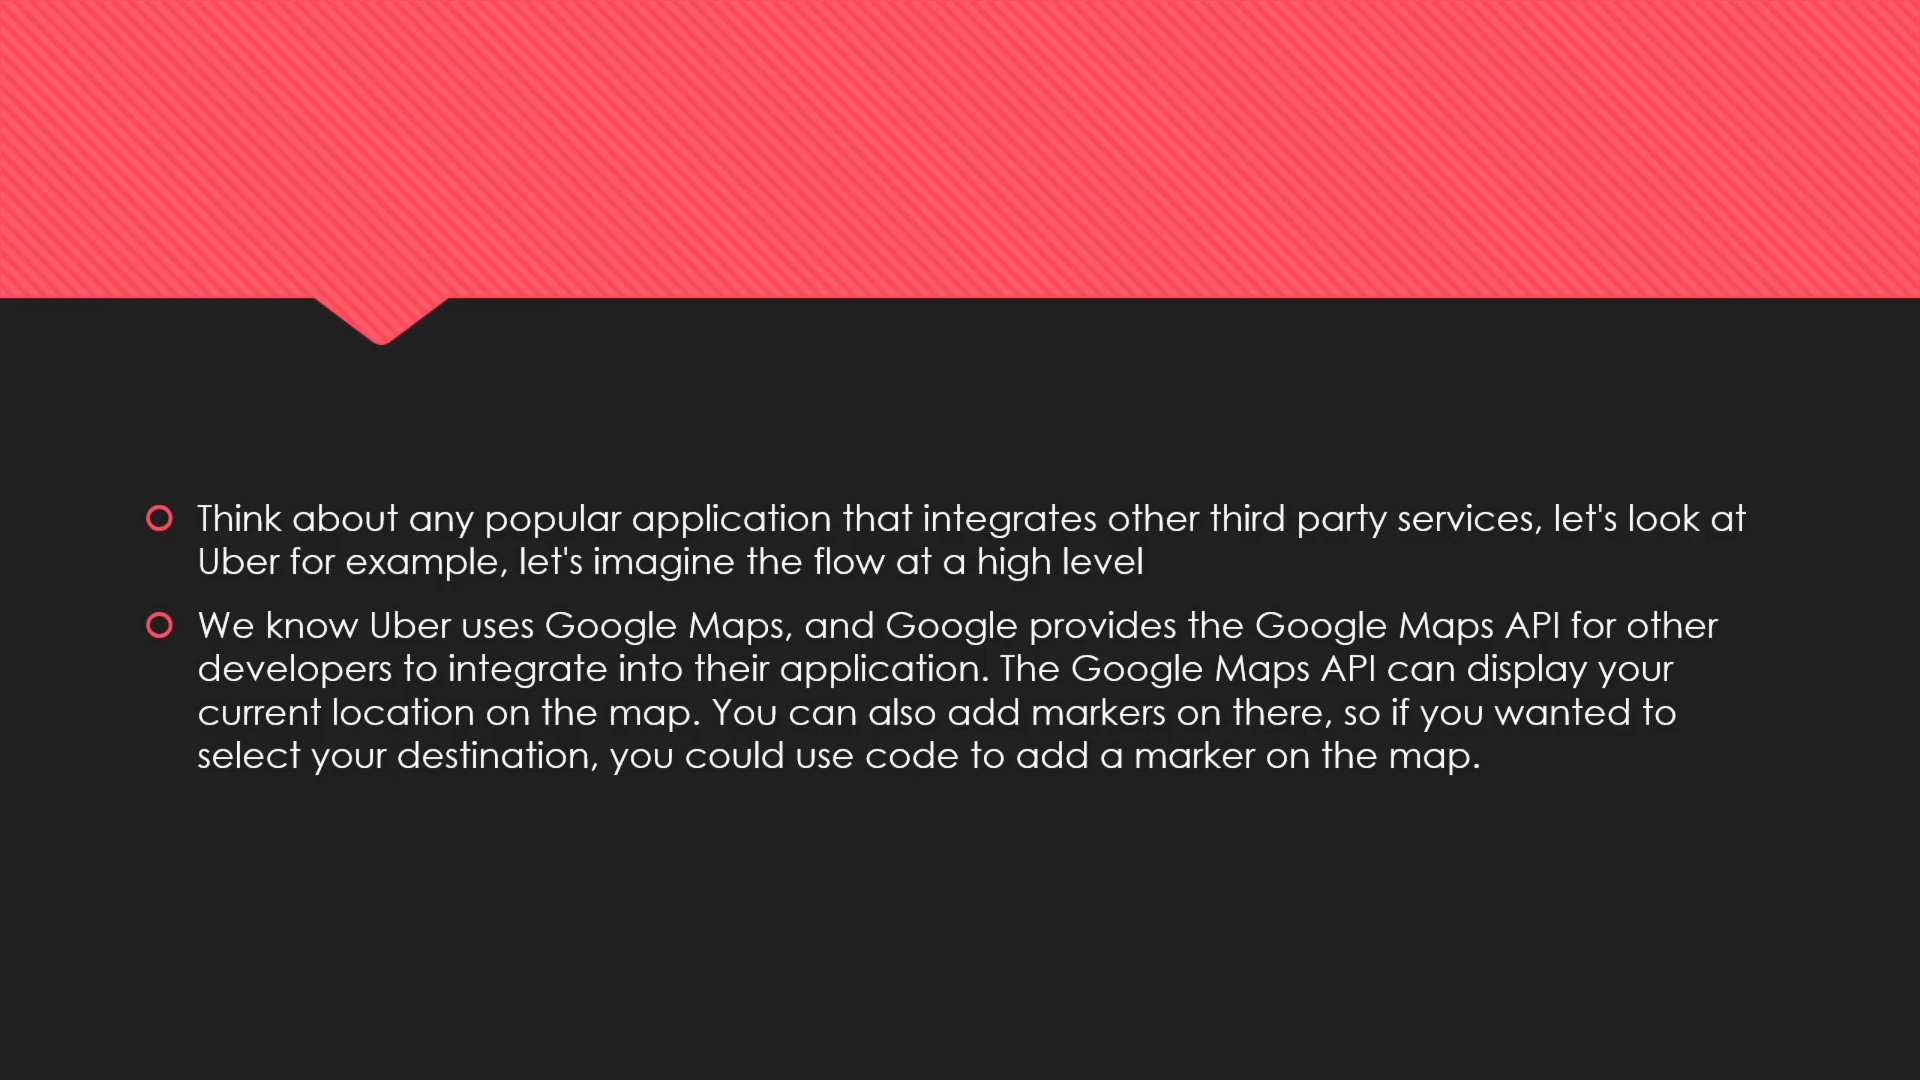 Think about any popular application that integrates other third party services, let's look at
Uber for example, let's imagine the flow at a high level
We know Uber uses Google Maps, and Google provides the Google Maps API for other
developers to integrate into their application. The Google Maps API can display your
current location on the map. You can also add markers on there, so if you wanted to
select your destination, you could use code to add a marker on the map.